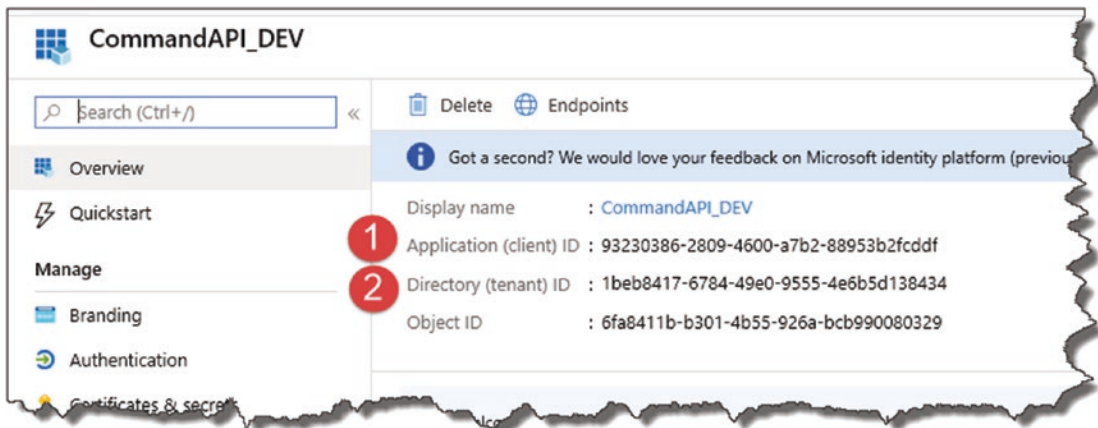 CommandAPI_DEV
Search (Ctrl+/)
«
Overview
Quickstart
Manage
Branding
Authentication
Certificates & secrets
Delete Endpoints
Got a second? We would love your feedback on Microsoft identity platform (previou
Display name : CommandAPI_DEV
1 Application (client) ID : 93230386-2809-4600-a7b2-88953b2fcddf
2 Directory (tenant) ID : 1beb8417-6784-49e0-9555-4e6b5d138434
Object ID : 6fa8411b-b301-4b55-926a-bcb990080329